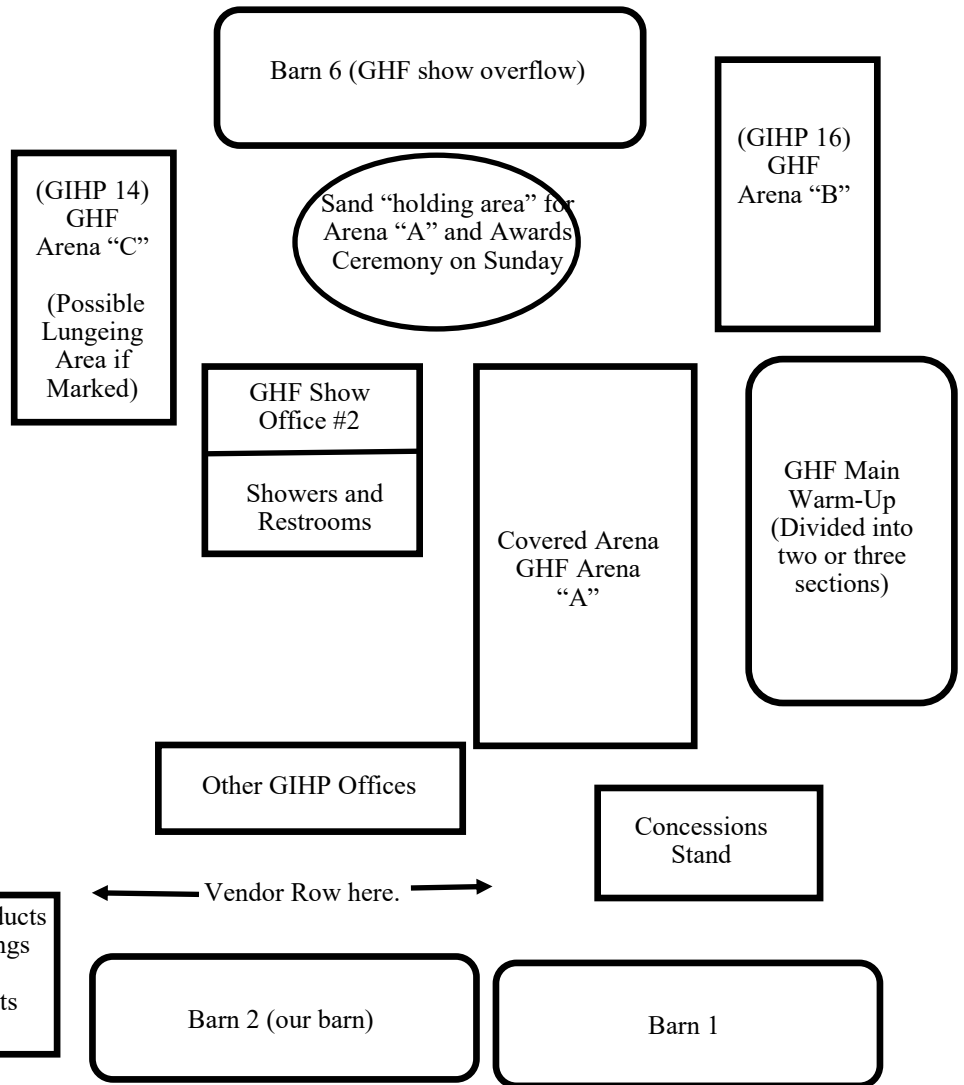 Barn 6 (GHF show overflow)
(GIHP 16)
GHF
Arena “B”
(GIHP 14)
GHF
Arena “C”
(Possible
Lungeing
Area if
Marked)
Sand “holding area” for
Arena “A” and Awards
Ceremony on Sunday
GHF Show
Office #2
Showers and
Restrooms
Covered Arena
GHF Arena
“A”
GHF Main
Warm-Up
(Divided into
two or three
sections)
Other GIHP Offices
Concessions
Stand
Vendor Row here.
Barn 2 (our barn)
Barn 1